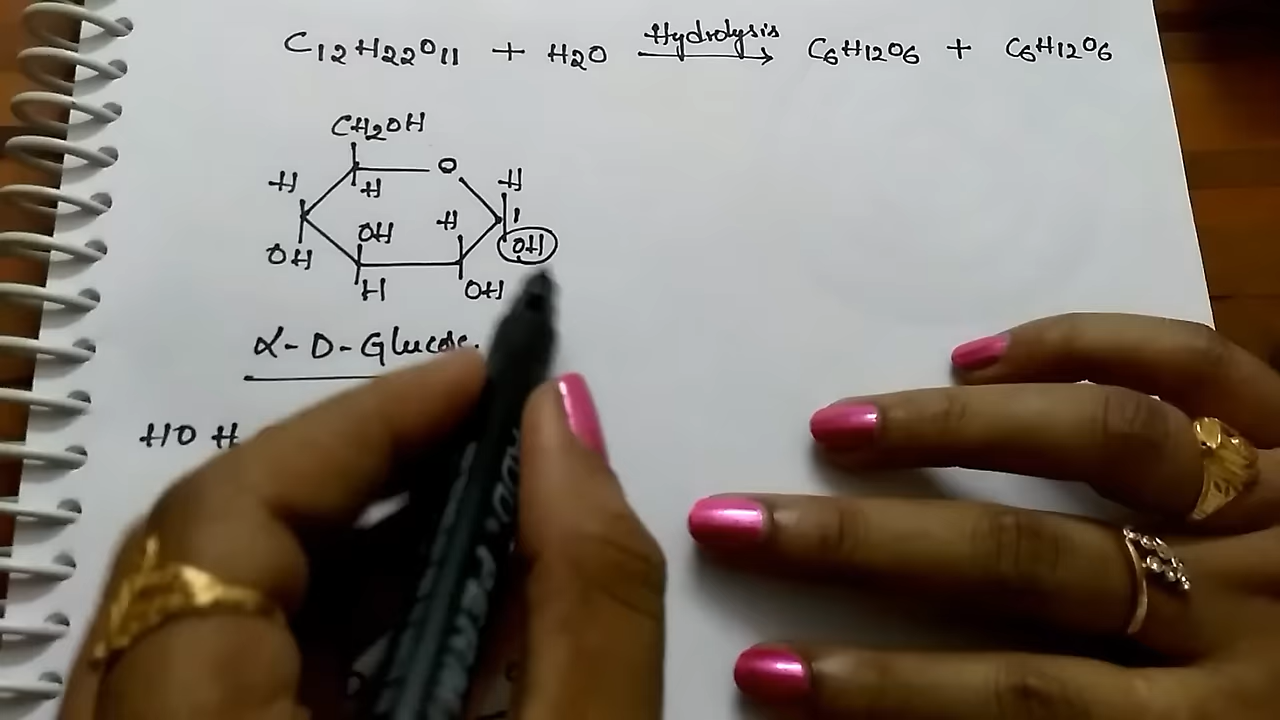 C12H22O11 + H2O Hydrolysis → C6H12O6 + C6H12O6
CH2OH
O
H H H
OH H 1
OH OH
H OH
α-D-Glucose
HO H